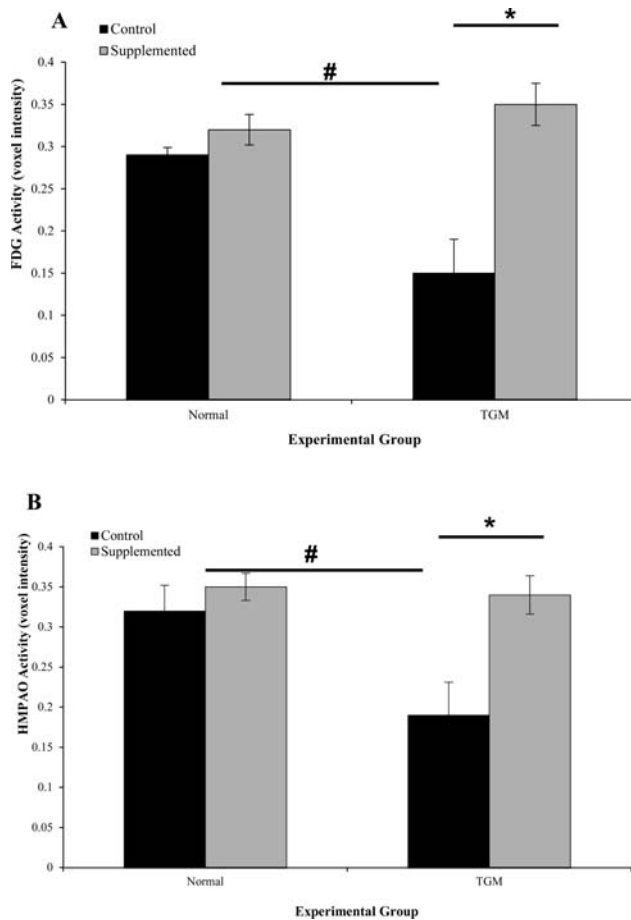 A
Control
Supplemented
*
#
0.4
0.35
0.3
0.25
0.2
0.15
0.1
0.05
0
FDG Activity (voxel intensity)
Normal TGM
Experimental Group
B
Control
Supplemented
*
#
0.4
0.35
0.3
0.25
0.2
0.15
0.1
0.05
0
HMPAO Activity (voxel intensity)
Normal TGM
Experimental Group